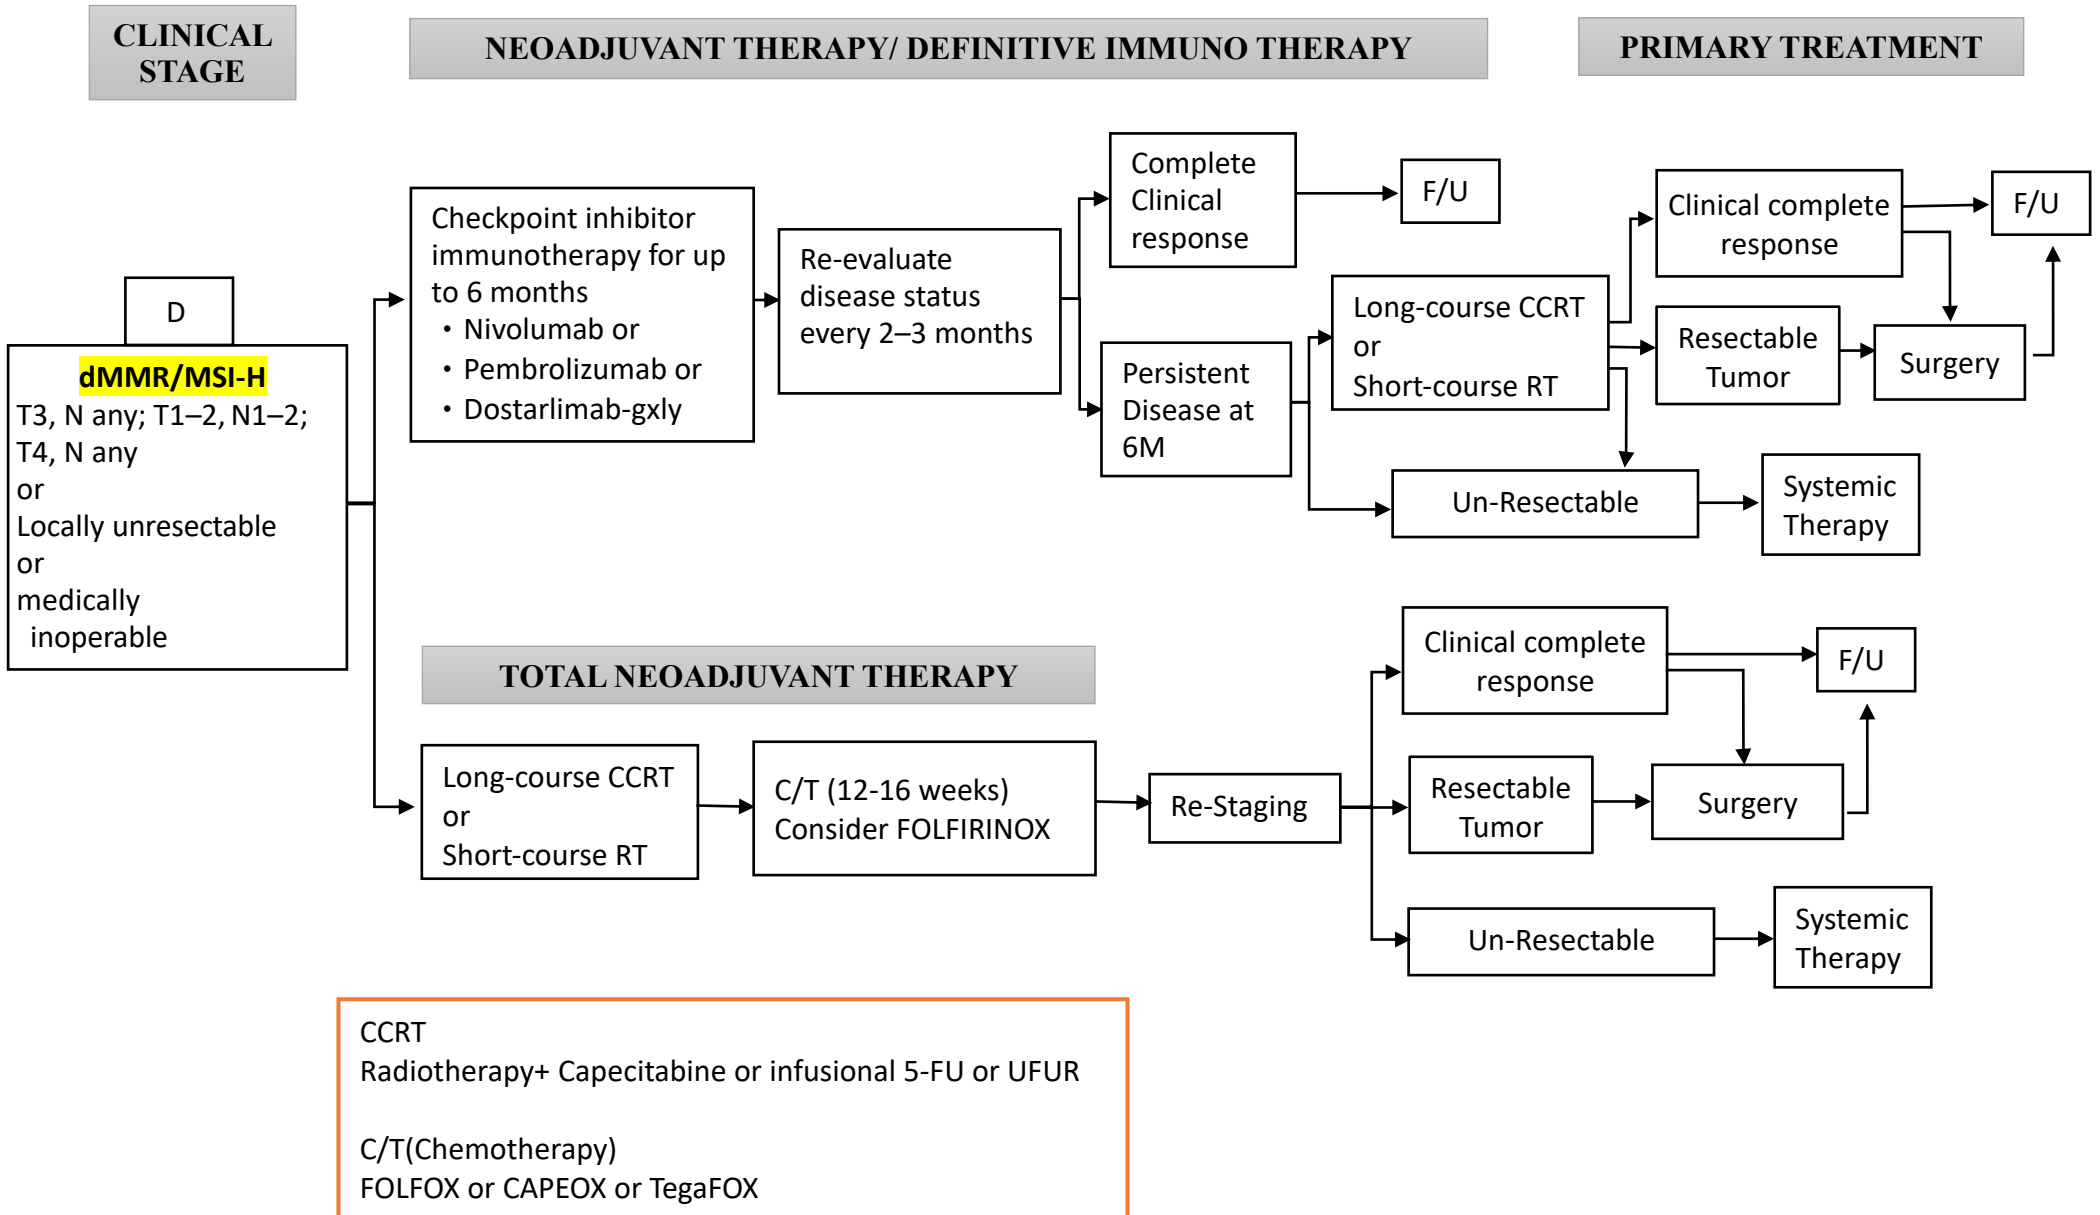 CLINICAL
STAGE
NEOADJUVANT THERAPY/ DEFINITIVE IMMUNO THERAPY
PRIMARY TREATMENT
D
dMMR/MSI-H
T3, N any; T1–2, N1–2;
T4, N any
or
Locally unresectable
or
medically
inoperable
Checkpoint inhibitor
immunotherapy for up
to 6 months
・Nivolumab or
・Pembrolizumab or
・Dostarlimab-gxly
Re-evaluate
disease status
every 2–3 months
Complete
Clinical
response
F/U
Persistent
Disease at
6M
Long-course CCRT
or
Short-course RT
Clinical complete
response
F/U
Resectable
Tumor
Surgery
Un-Resectable
Systemic
Therapy
TOTAL NEOADJUVANT THERAPY
Long-course CCRT
or
Short-course RT
C/T (12-16 weeks)
Consider FOLFIRINOX
Re-Staging
Clinical complete
response
F/U
Resectable
Tumor
Surgery
Un-Resectable
Systemic
Therapy
CCRT
Radiotherapy+ Capecitabine or infusional 5-FU or UFUR
C/T(Chemotherapy)
FOLFOX or CAPEOX or TegaFOX